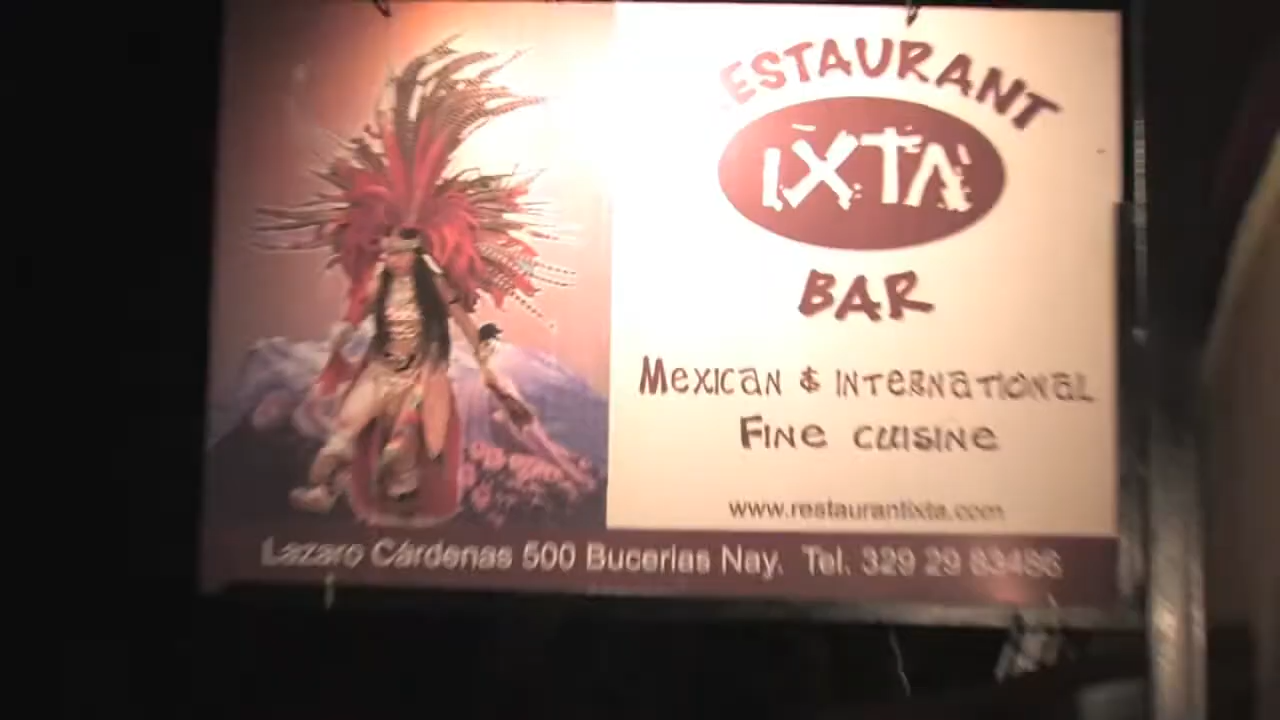 RESTAURANT
IXTA
BAR
MEXICAN & INTERNATIONAL
FINE CUISINE
www.restaurantixta.com
Lazaro Cárdenas 500 Bucerias Nay. Tel. 329 29 83486